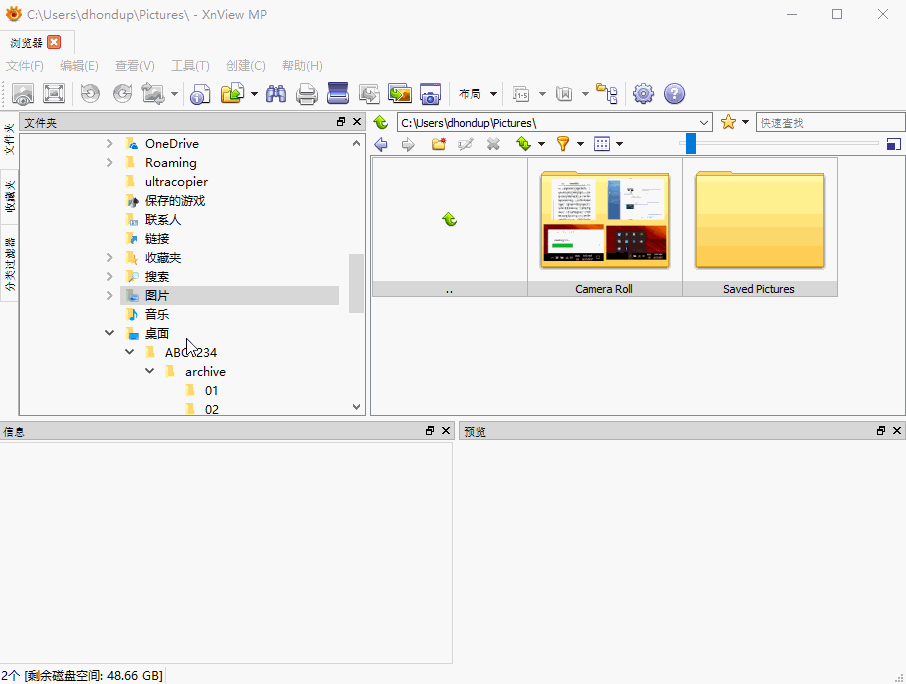 C:\Users\dhondup\Pictures\ - XnView MP
浏览器
文件(F) 编辑(E) 查看(V) 工具(T) 创建(C) 帮助(H)
布局
文件夹
C:\Users\dhondup\Pictures\
快速查找
文件夹
收藏夹
分类过滤器
OneDrive
Roaming
ultracopier
保存的游戏
联系人
链接
收藏夹
搜索
图片
音乐
桌面
234
archive
01
02
..
Camera Roll
Saved Pictures
信息
预览
2个 [剩余磁盘空间: 48.66 GB]